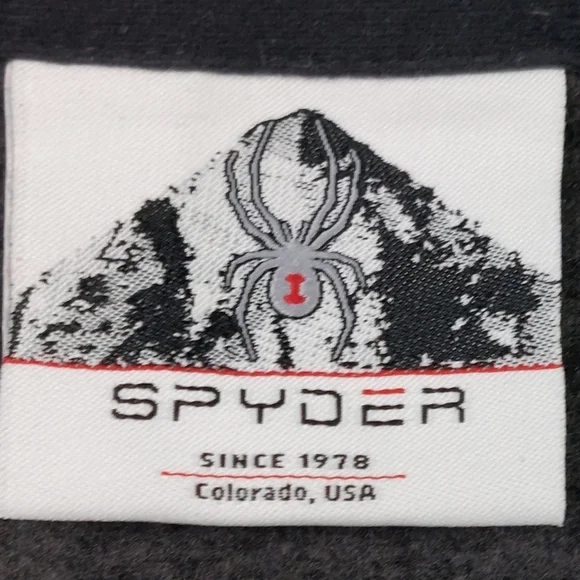 SPYDER
SINCE 1978
Colorado, USA